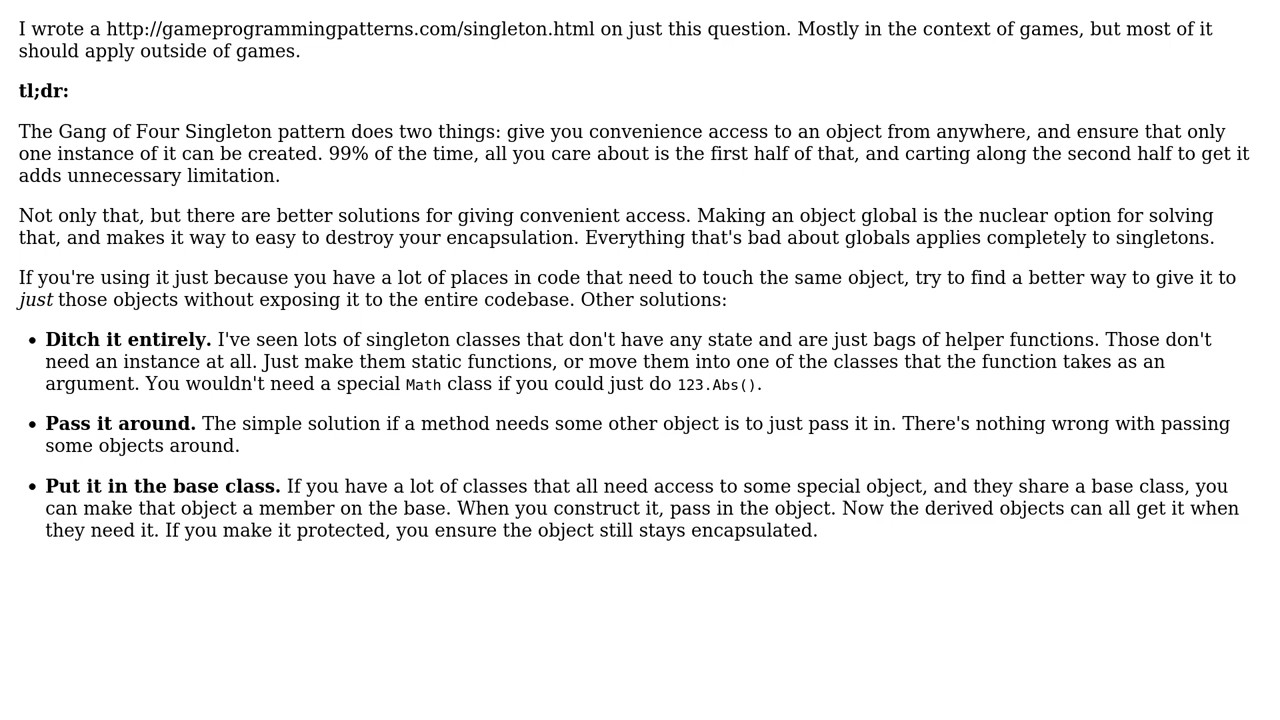 I wrote a http://gameprogrammingpatterns.com/singleton.html on just this question. Mostly in the context of games, but most of it
should apply outside of games.
tl;dr:
The Gang of Four Singleton pattern does two things: give you convenience access to an object from anywhere, and ensure that only
one instance of it can be created. 99% of the time, all you care about is the first half of that, and carting along the second half to get it
adds unnecessary limitation.
Not only that, but there are better solutions for giving convenient access. Making an object global is the nuclear option for solving
that, and makes it way to easy to destroy your encapsulation. Everything that's bad about globals applies completely to singletons.
If you're using it just because you have a lot of places in code that need to touch the same object, try to find a better way to give it to
just those objects without exposing it to the entire codebase. Other solutions:
• Ditch it entirely. I've seen lots of singleton classes that don't have any state and are just bags of helper functions. Those don't
need an instance at all. Just make them static functions, or move them into one of the classes that the function takes as an
argument. You wouldn't need a special Math class if you could just do 123.Abs().
• Pass it around. The simple solution if a method needs some other object is to just pass it in. There's nothing wrong with passing
some objects around.
• Put it in the base class. If you have a lot of classes that all need access to some special object, and they share a base class, you
can make that object a member on the base. When you construct it, pass in the object. Now the derived objects can all get it when
they need it. If you make it protected, you ensure the object still stays encapsulated.